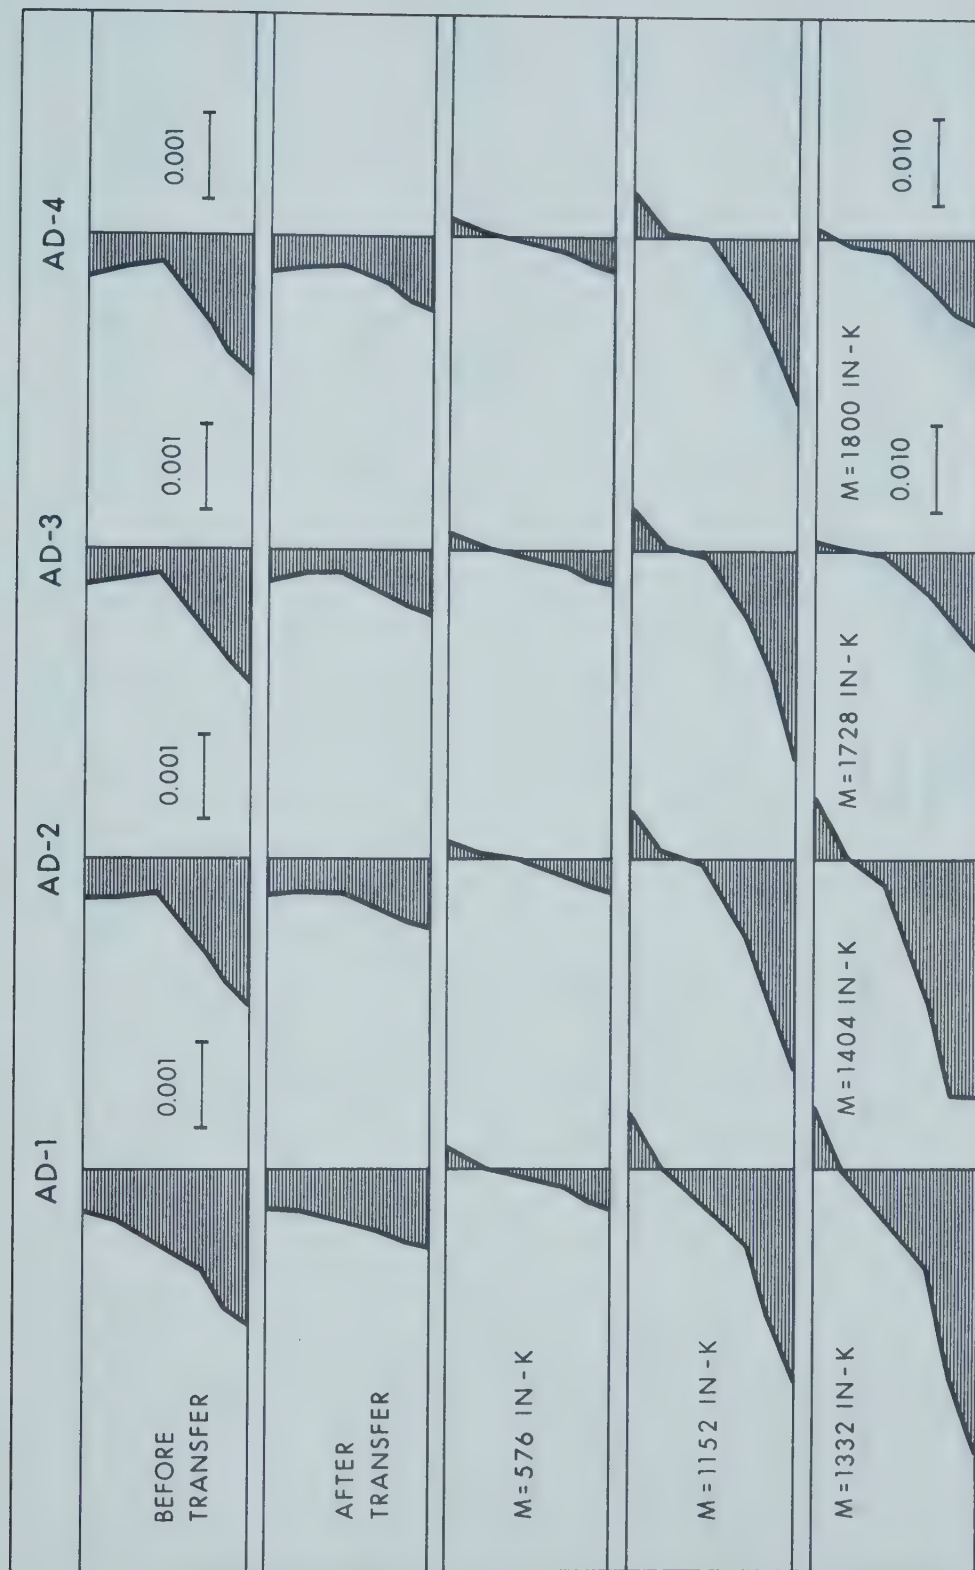 AD-1
AD-2
AD-3
AD-4
BEFORE
TRANSFER
0.001
0.001
0.001
0.001
AFTER
TRANSFER
M=576 IN-K
M=1152 IN-K
M=1332 IN-K
M=1404 IN-K
M=1728 IN-K
0.010
M=1800 IN-K
0.010